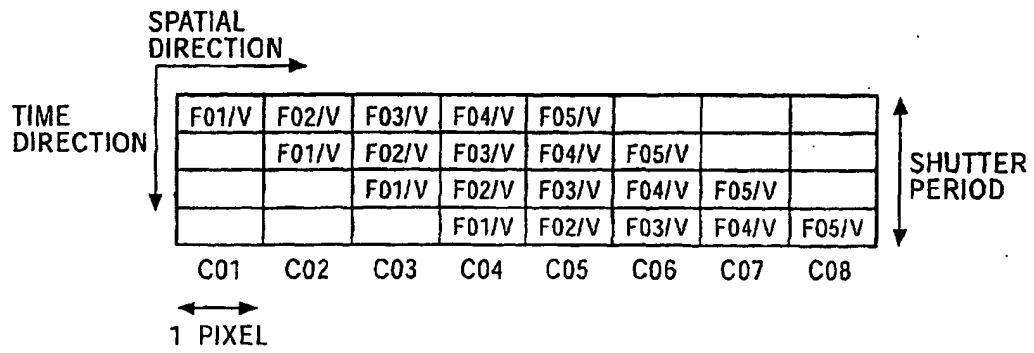 SPATIAL
DIRECTION
TIME
DIRECTION
F01/V F02/V F03/V F04/V F05/V
F01/V F02/V F03/V F04/V F05/V
F01/V F02/V F03/V F04/V F05/V
F01/V F02/V F03/V F04/V F05/V
SHUTTER
PERIOD
C01 C02 C03 C04 C05 C06 C07 C08
1 PIXEL